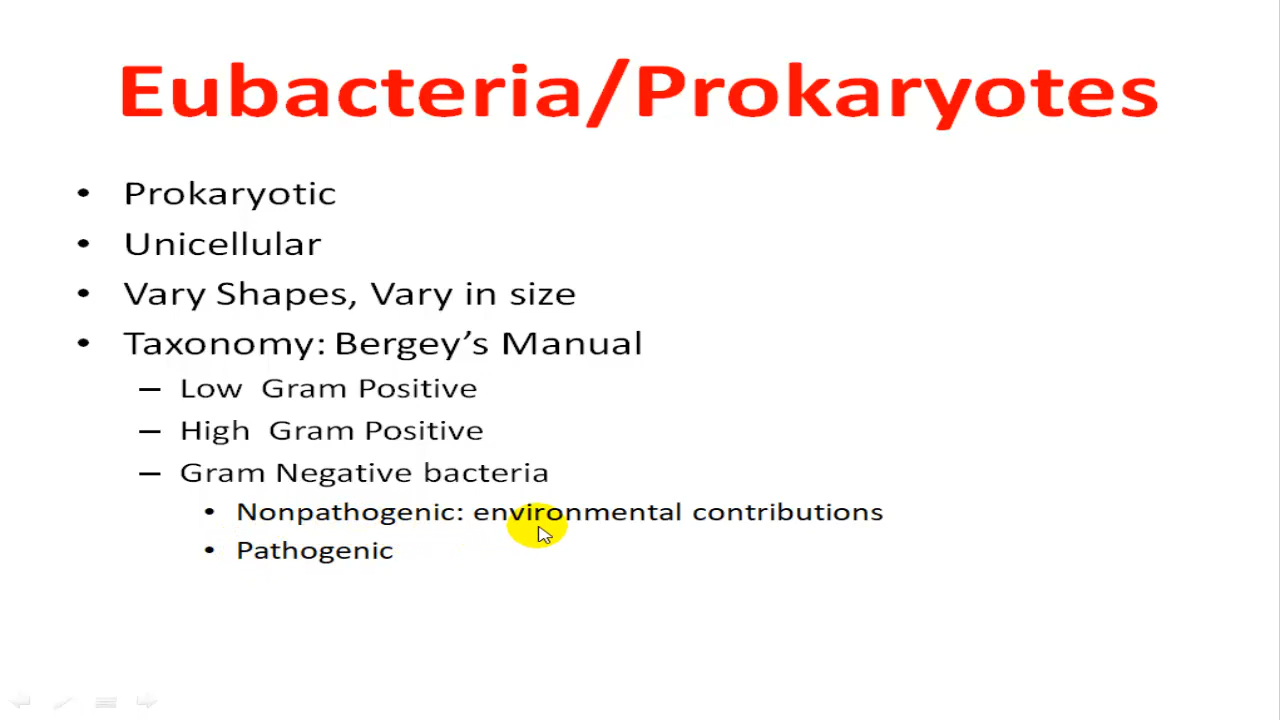 Eubacteria/Prokaryotes
• Prokaryotic
• Unicellular
• Vary Shapes, Vary in size
• Taxonomy: Bergey’s Manual
– Low  Gram Positive
– High  Gram Positive
– Gram Negative bacteria
• Nonpathogenic: environmental contributions
• Pathogenic